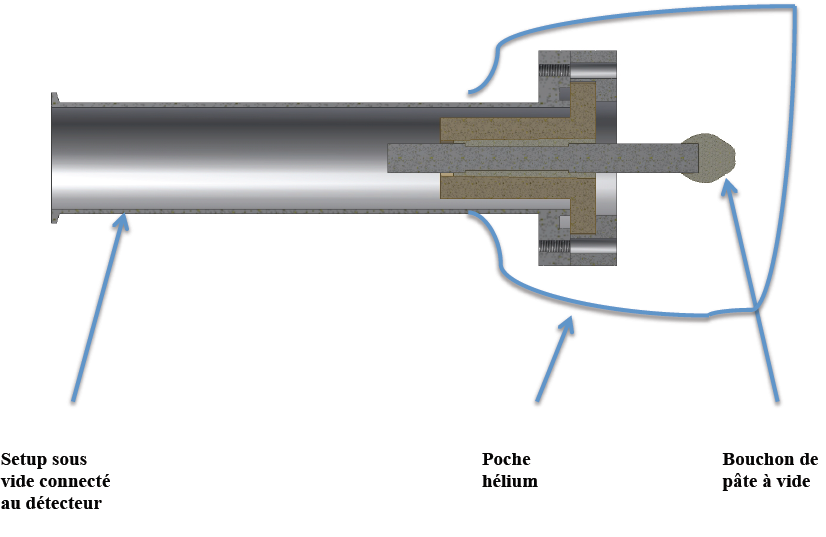 Setup sous
vide connecté
au détecteur
Poche
hélium
Bouchon de
pâte à vide